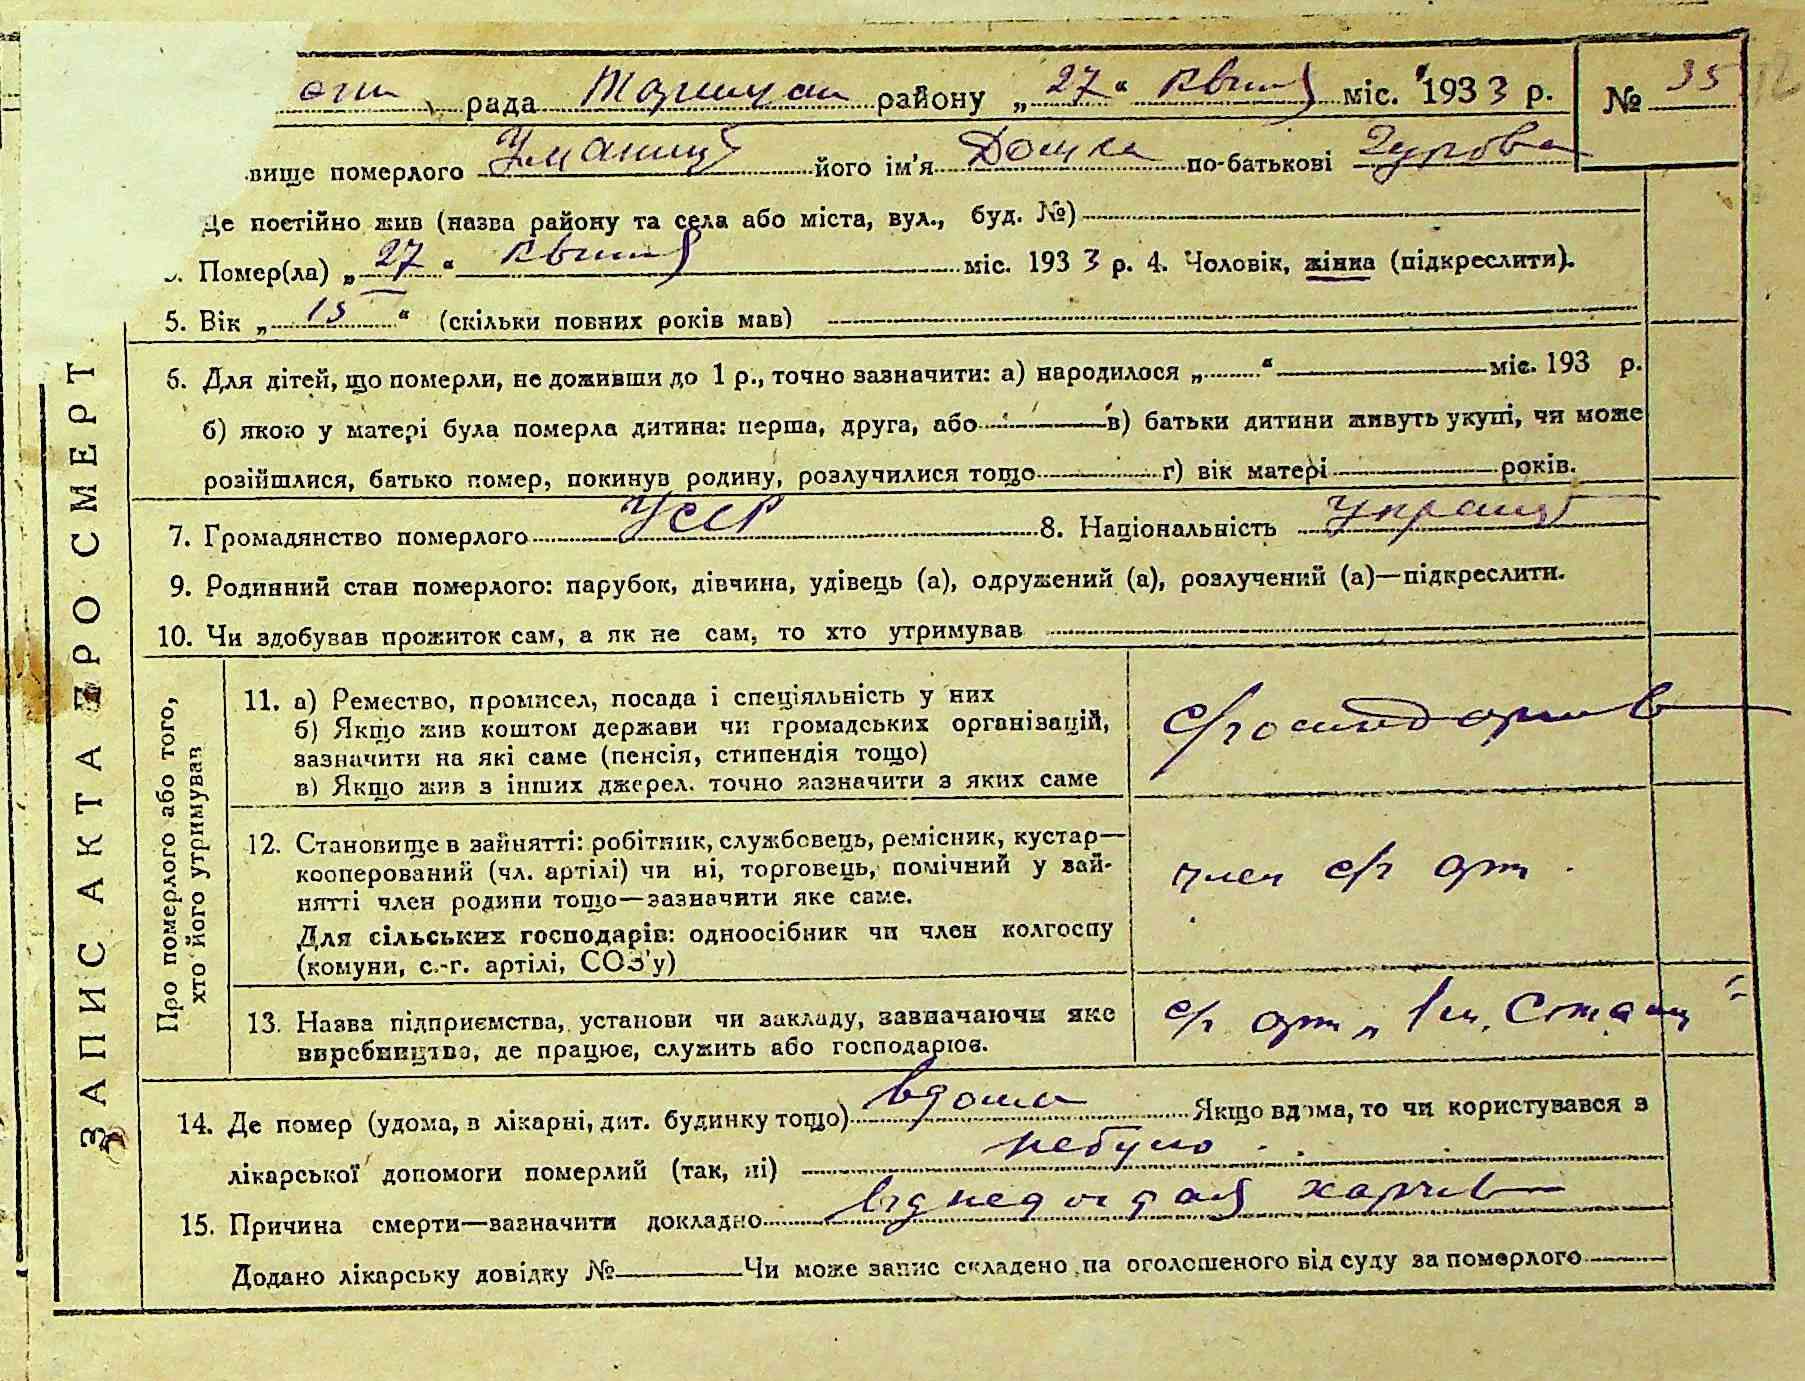 рада района „27“ квітня міс. 1933 р. № 35
вище померлого Уманець його ім'я Домка по-батькові
Де постійно жив (назва району та села або міста, вул., буд. №)
Помер(ла) „27“ квітня міс. 1933 р. 4. Чоловік, жінка (підкреслити).
5. Вік „15“ (скільки повних років мав)
6. Для дітей, що померли, не доживши до 1 р., точно зазначити: а) народилося „ “ міс. 193 р.
б) якою у матері була померла дитина: перша, друга, або в) батьки дитини живуть укупі, чи може
розійшлися, батько помер, покинув родину, розлучилися тощо г) вік матері років.
7. Громадянство померлого УССР 8. Національність
9. Родинний стан померлого: парубок, дівчина, удівець (а), одружений (а), розлучений (а)—підкреслити.
10. Чи здобував прожиток сам, а як не сам, то хто утримував
ЗАПИС АКТА ПРО СМЕРТ
Про померлого або того,
хто його утримував
11. а) Ремество, промисел, посада і спеціяльність у них
б) Якщо жив коштом держави чи громадських організацій,
зазначити на які саме (пенсія, стипендія тощо)
в) Якщо жив з інших джерел, точно зазначити з яких саме
12. Становище в зайнятті: робітник, службовець, ремісник, кустар—
кооперований (чл. артілі) чи ні, торговець, помічний у зай-
нятті член родини тощо—зазначити яке саме.
Для сільських господарів: одноосібник чи член колгоспу
(комуни, с.-г. артілі, СОЗ'у)
член с/г арт.
13. Назва підприємства, установи чи закладу, зазначаючи яке
виробництво, де працює, служить або господарює.
с/г арт „ Ім. Сталін“
14. Де помер (удома, в лікарні, дит. будинку тощо) вдома Якщо вдома, то чи користувався з
лікарської допомоги померлий (так, ні) небуло
15. Причина смерти—зазначити докладно від недоїдання харчів
Додано лікарську довідку № Чи може запис складено на оголошеного від суду за померлого